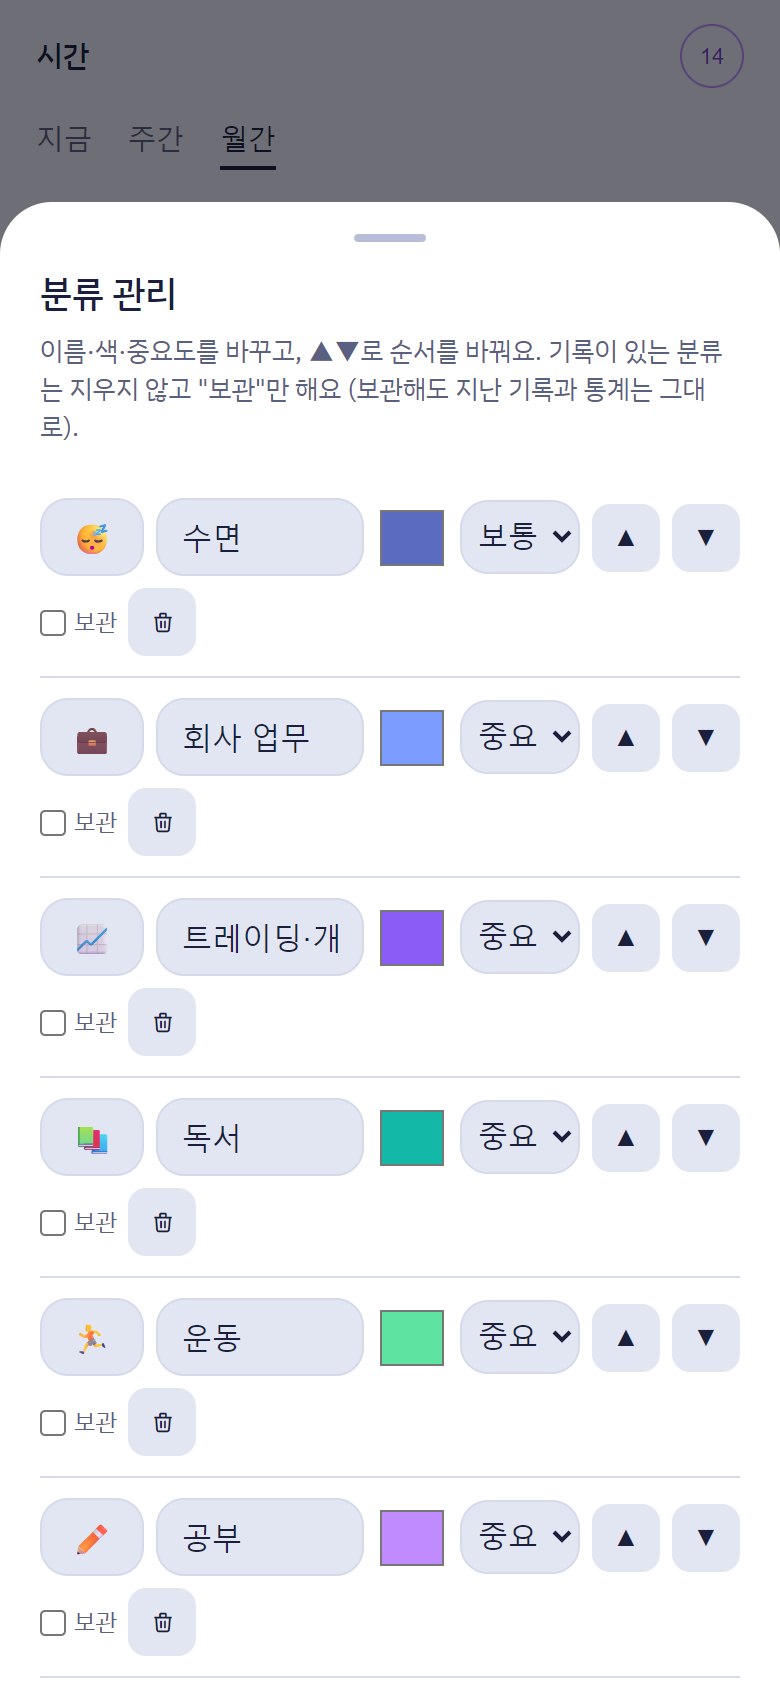 시간
14
지금 주간 월간
분류 관리
이름·색·중요도를 바꾸고, ▲▼로 순서를 바꿔요. 기록이 있는 분류
는 지우지 않고 "보관"만 해요 (보관해도 지난 기록과 통계는 그대
로).
수면 보통 ▲ ▼
보관
회사 업무 중요 ▲ ▼
보관
트레이딩·개 중요 ▲ ▼
보관
독서 중요 ▲ ▼
보관
운동 중요 ▲ ▼
보관
공부 중요 ▲ ▼
보관